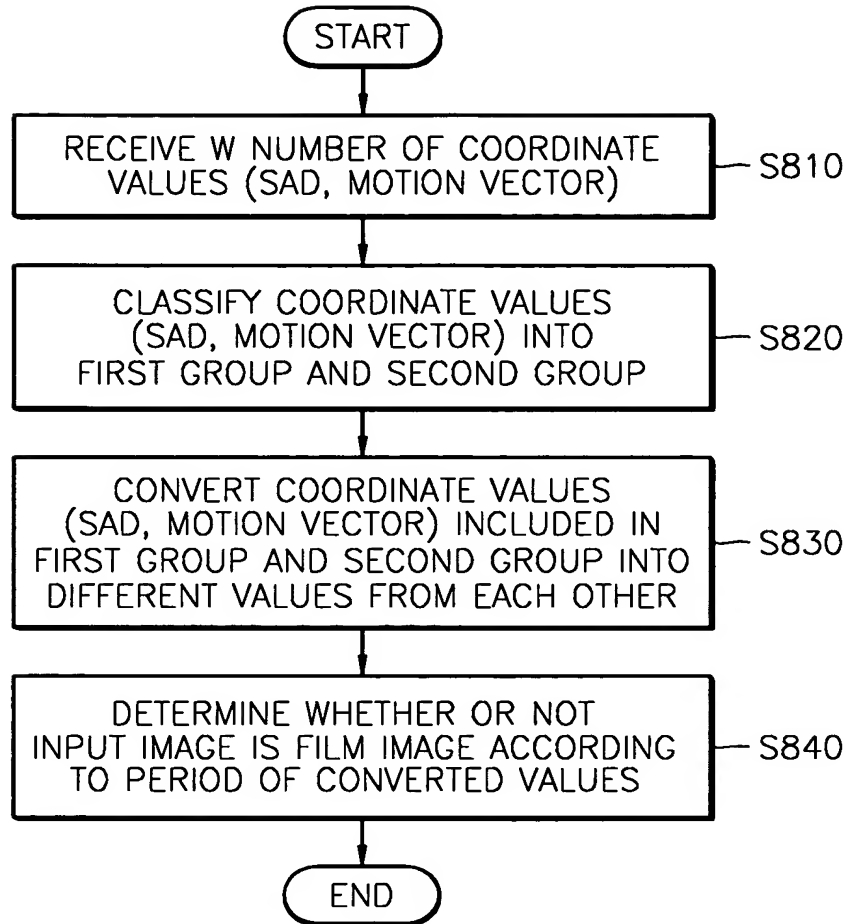 START
RECEIVE W NUMBER OF COORDINATE
VALUES (SAD, MOTION VECTOR)
S810
CLASSIFY COORDINATE VALUES
(SAD, MOTION VECTOR) INTO
FIRST GROUP AND SECOND GROUP
S820
CONVERT COORDINATE VALUES
(SAD, MOTION VECTOR) INCLUDED IN
FIRST GROUP AND SECOND GROUP INTO
DIFFERENT VALUES FROM EACH OTHER
S830
DETERMINE WHETHER OR NOT
INPUT IMAGE IS FILM IMAGE ACCORDING
TO PERIOD OF CONVERTED VALUES
S840
END